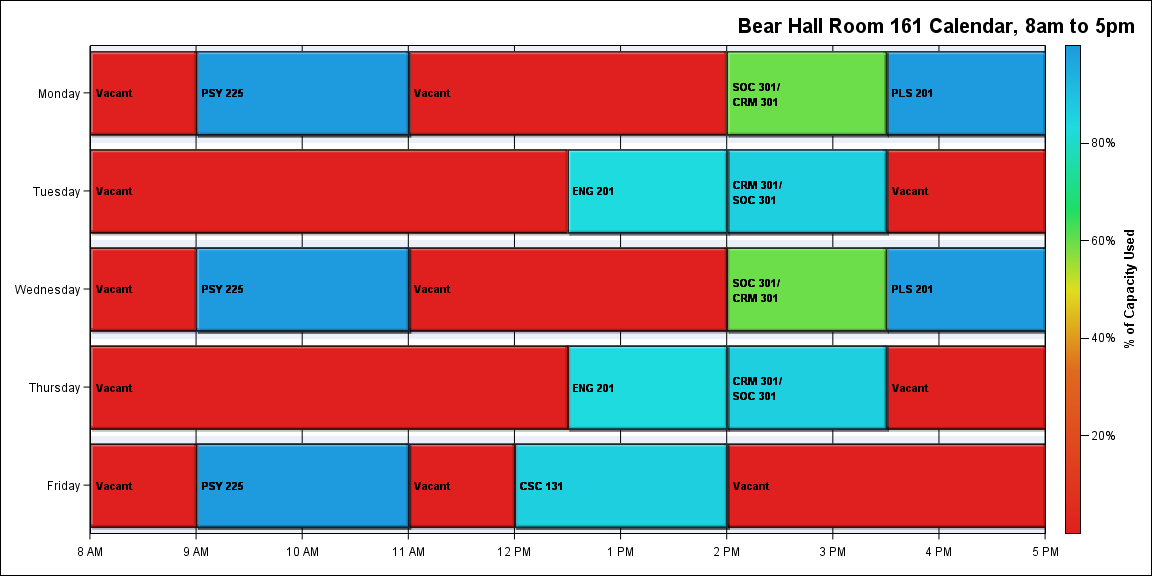 Bear Hall Room 161 Calendar, 8am to 5pm
Monday
Vacant
PSY 225
Vacant
SOC 301/
CRM 301
PLS 201
Tuesday
Vacant
ENG 201
CRM 301/
SOC 301
Vacant
Wednesday
Vacant
PSY 225
Vacant
SOC 301/
CRM 301
PLS 201
Thursday
Vacant
ENG 201
CRM 301/
SOC 301
Vacant
Friday
Vacant
PSY 225
Vacant
CSC 131
Vacant
8 AM
9 AM
10 AM
11 AM
12 PM
1 PM
2 PM
3 PM
4 PM
5 PM
80%
60%
40%
20%
% of Capacity Used